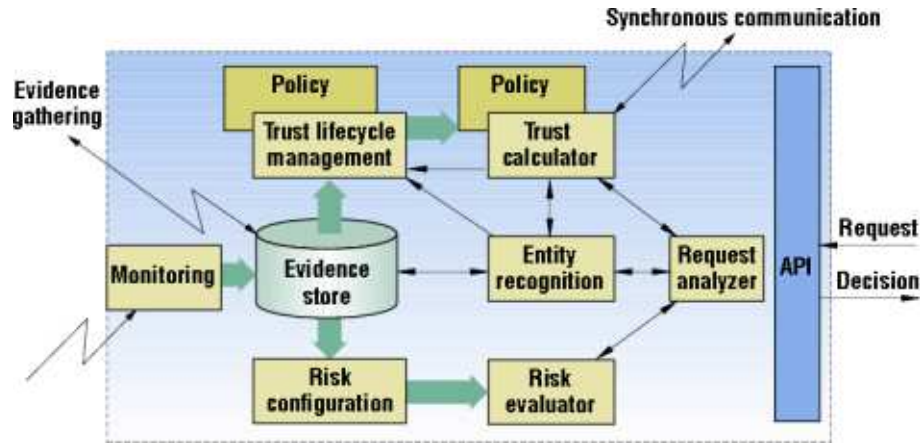 Synchronous communication
Evidence
gathering
Policy
Policy
Trust lifecycle
management
Trust
calculator
Monitoring
Evidence
store
Entity
recognition
Request
analyzer
API
Request
Decision
Risk
configuration
Risk
evaluator